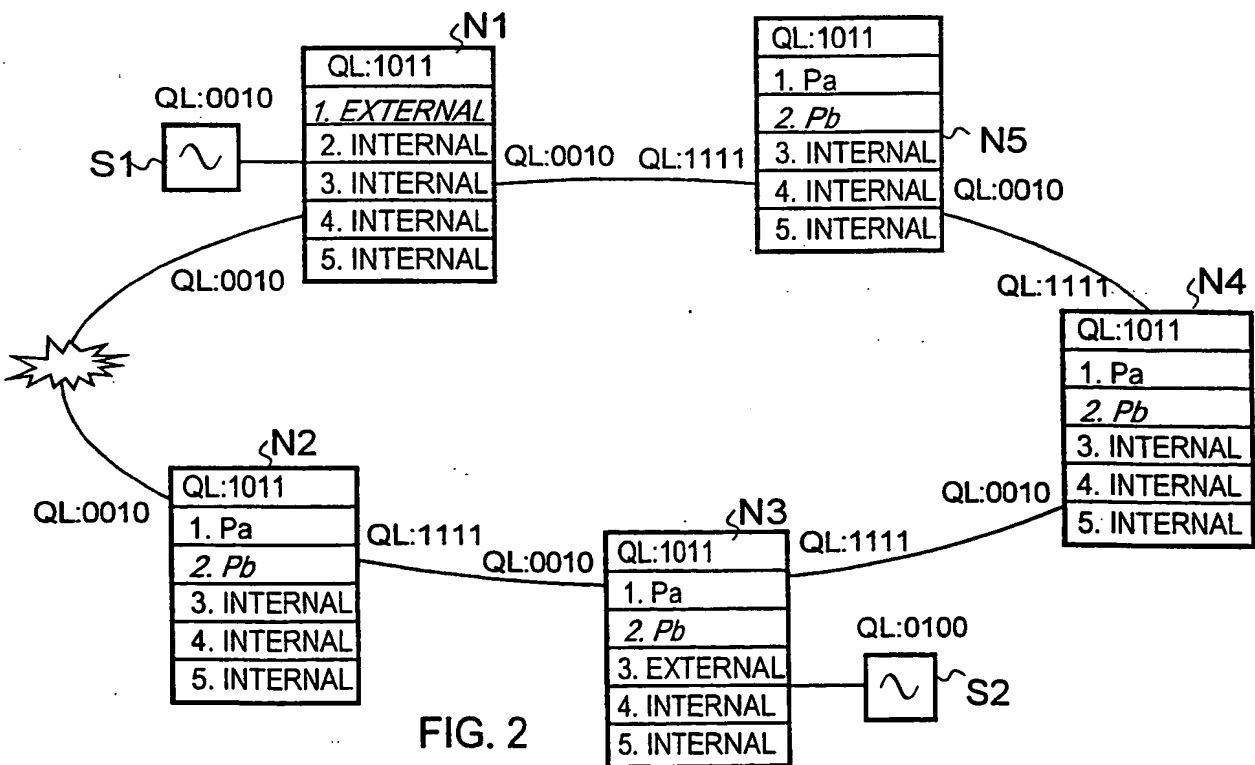 N1
QL:1011
1. EXTERNAL
2. INTERNAL
3. INTERNAL
4. INTERNAL
5. INTERNAL
QL:0010
S1
QL:0010
QL:1111
QL:0010
QL:1011
1. Pa
2. Pb
3. INTERNAL
4. INTERNAL
5. INTERNAL
N5
QL:0010
QL:1111
N4
QL:1011
1. Pa
2. Pb
3. INTERNAL
4. INTERNAL
5. INTERNAL
QL:0010
N2
QL:1011
1. Pa
2. Pb
3. INTERNAL
4. INTERNAL
5. INTERNAL
QL:0010
QL:1111
QL:0010
N3
QL:1011
1. Pa
2. Pb
3. EXTERNAL
4. INTERNAL
5. INTERNAL
QL:1111
QL:0100
S2
FIG. 2